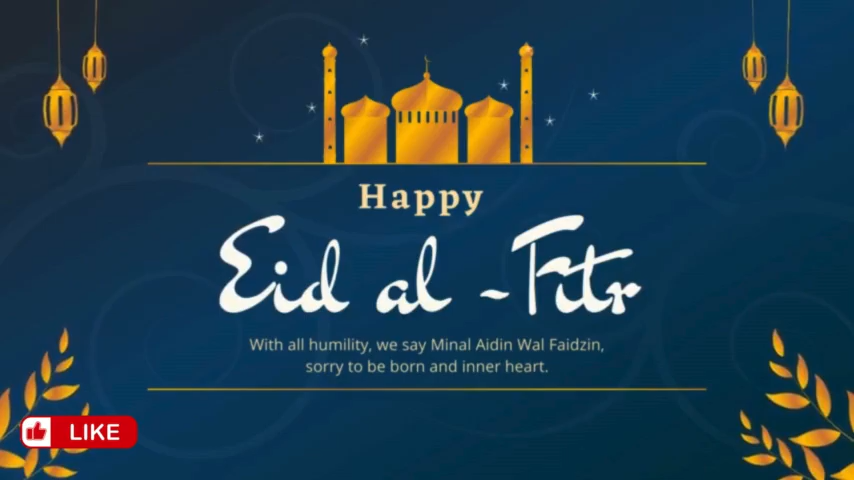 Happy
Eid al - Fitr
With all humility, we say Minal Aidin Wal Faidzin,
sorry to be born and inner heart.
LIKE